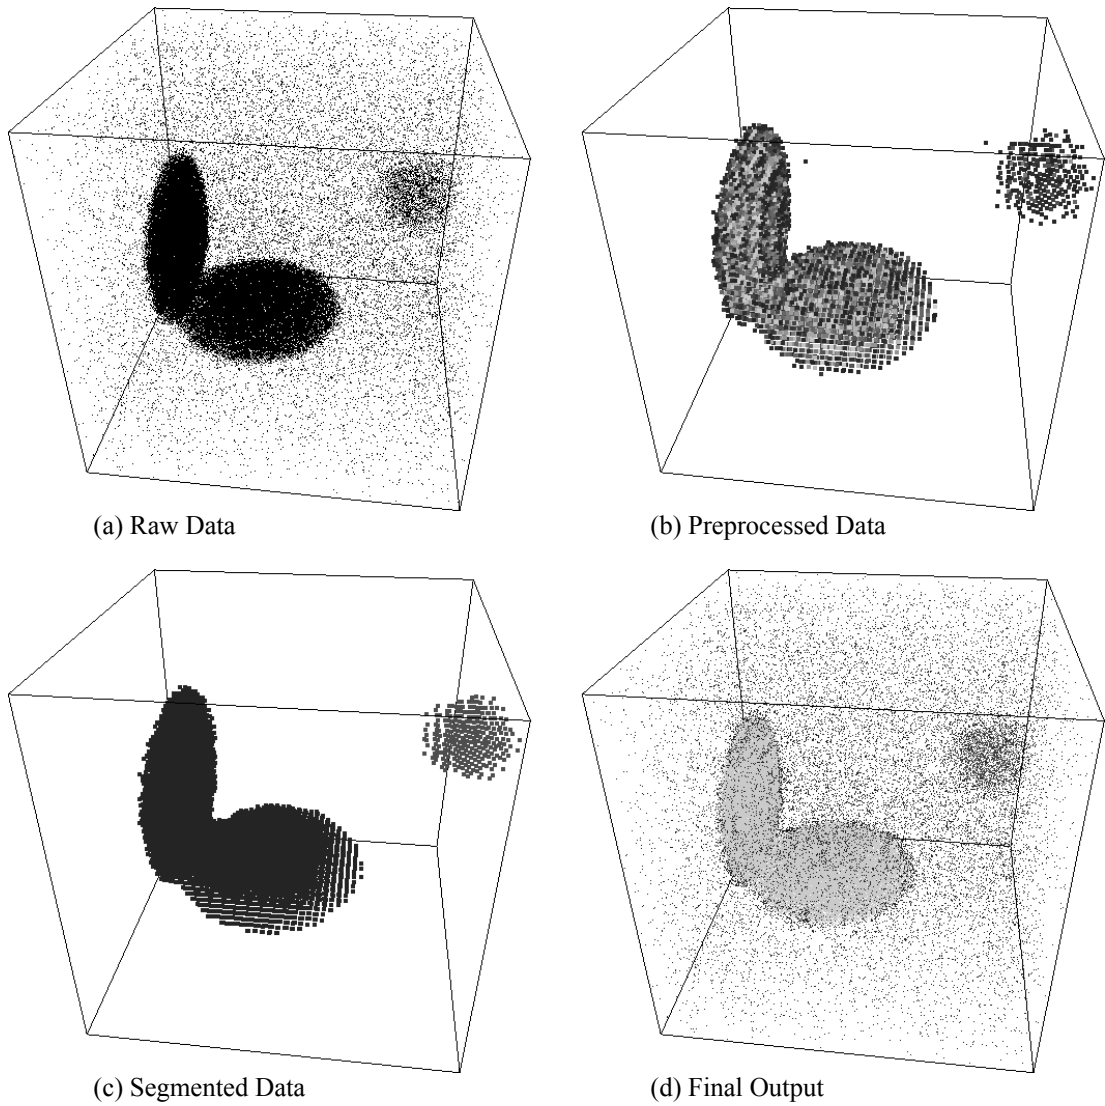 (a) Raw Data
(b) Preprocessed Data
(c) Segmented Data
(d) Final Output